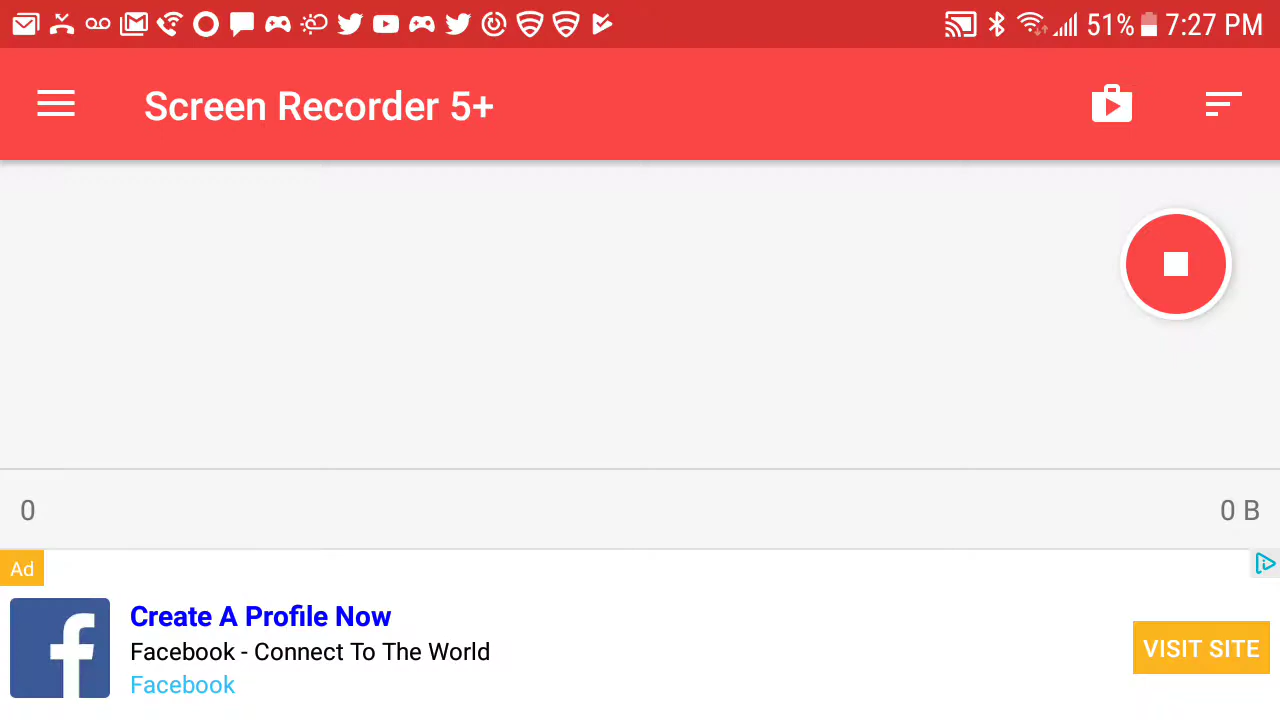 51% 7:27 PM
Screen Recorder 5+
0
0 B
Ad
Create A Profile Now
Facebook - Connect To The World
Facebook
VISIT SITE